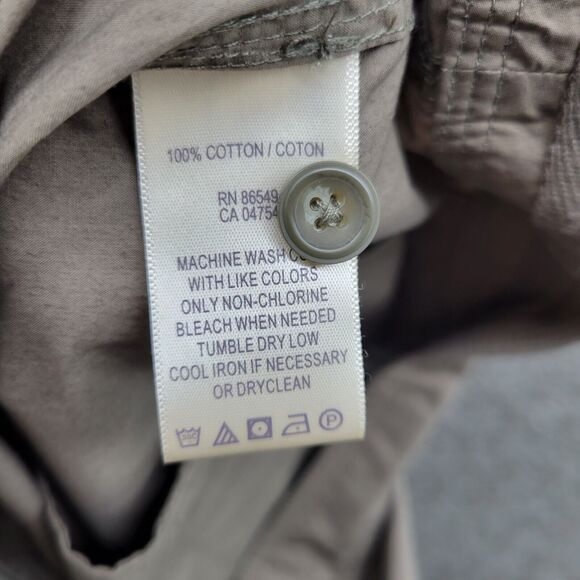 100% COTTON / COTON
RN 86549
CA 04754
MACHINE WASH
WITH LIKE COLORS
ONLY NON-CHLORINE
BLEACH WHEN NEEDED
TUMBLE DRY LOW
COOL IRON IF NECESSARY
OR DRYCLEAN
P